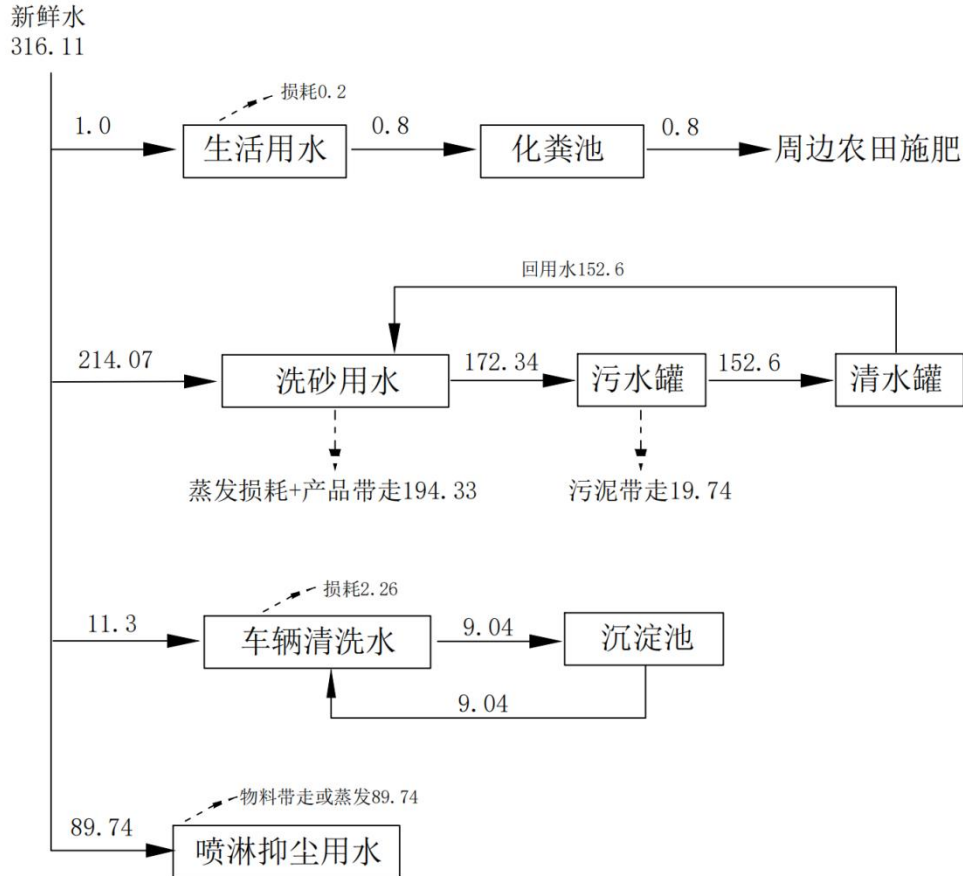 新鲜水
316.11
损耗0.2
1.0
生活用水
0.8
化粪池
0.8
周边农田施肥
回用水152.6
214.07
洗砂用水
172.34
污水罐
152.6
清水罐
蒸发损耗+产品带走194.33
污泥带走19.74
损耗2.26
11.3
车辆清洗水
9.04
沉淀池
9.04
物料带走或蒸发89.74
89.74
喷淋抑尘用水